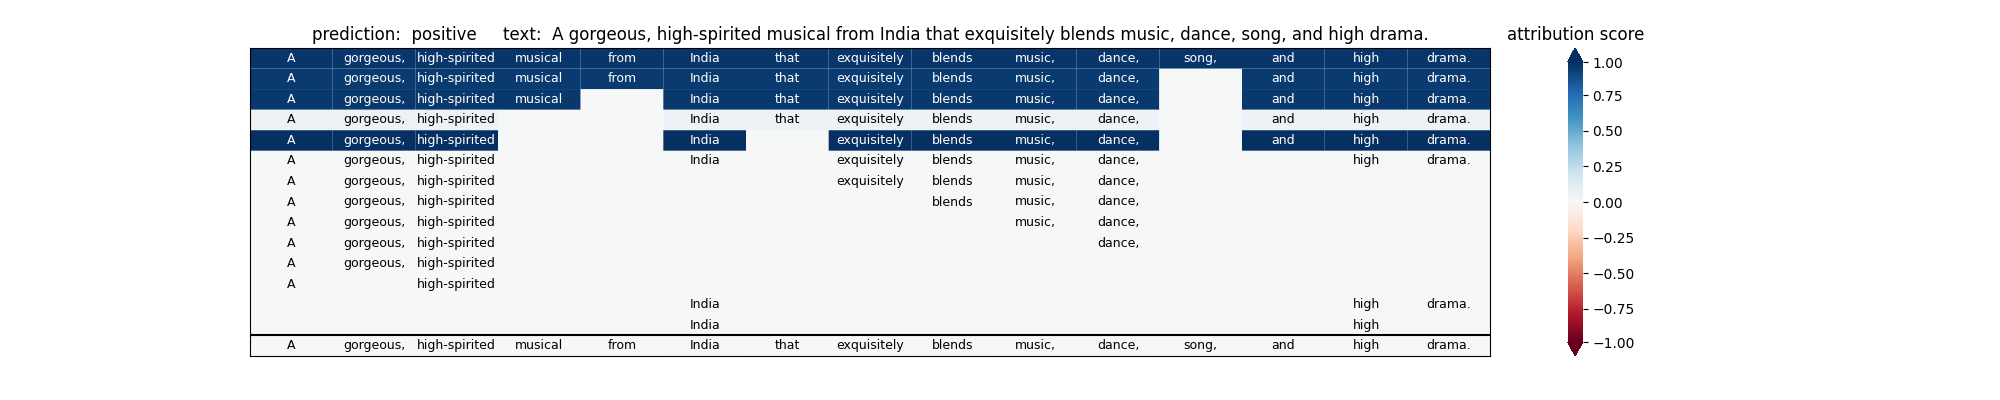 prediction:  positive     text:  A gorgeous, high-spirited musical from India that exquisitely blends music, dance, song, and high drama.     attribution score
A gorgeous, high-spirited musical from India that exquisitely blends music, dance, song, and high drama.
A gorgeous, high-spirited musical from India that exquisitely blends music, dance, and high drama.
A gorgeous, high-spirited musical India that exquisitely blends music, dance, and high drama.
A gorgeous, high-spirited India that exquisitely blends music, dance, and high drama.
A gorgeous, high-spirited India exquisitely blends music, dance, and high drama.
A gorgeous, high-spirited India exquisitely blends music, dance, high drama.
A gorgeous, high-spirited exquisitely blends music, dance,
A gorgeous, high-spirited blends music, dance,
A gorgeous, high-spirited music, dance,
A gorgeous, high-spirited dance,
A gorgeous, high-spirited
A high-spirited
India high drama.
India high
A gorgeous, high-spirited musical from India that exquisitely blends music, dance, song, and high drama.
1.00
0.75
0.50
0.25
0.00
−0.25
−0.50
−0.75
−1.00